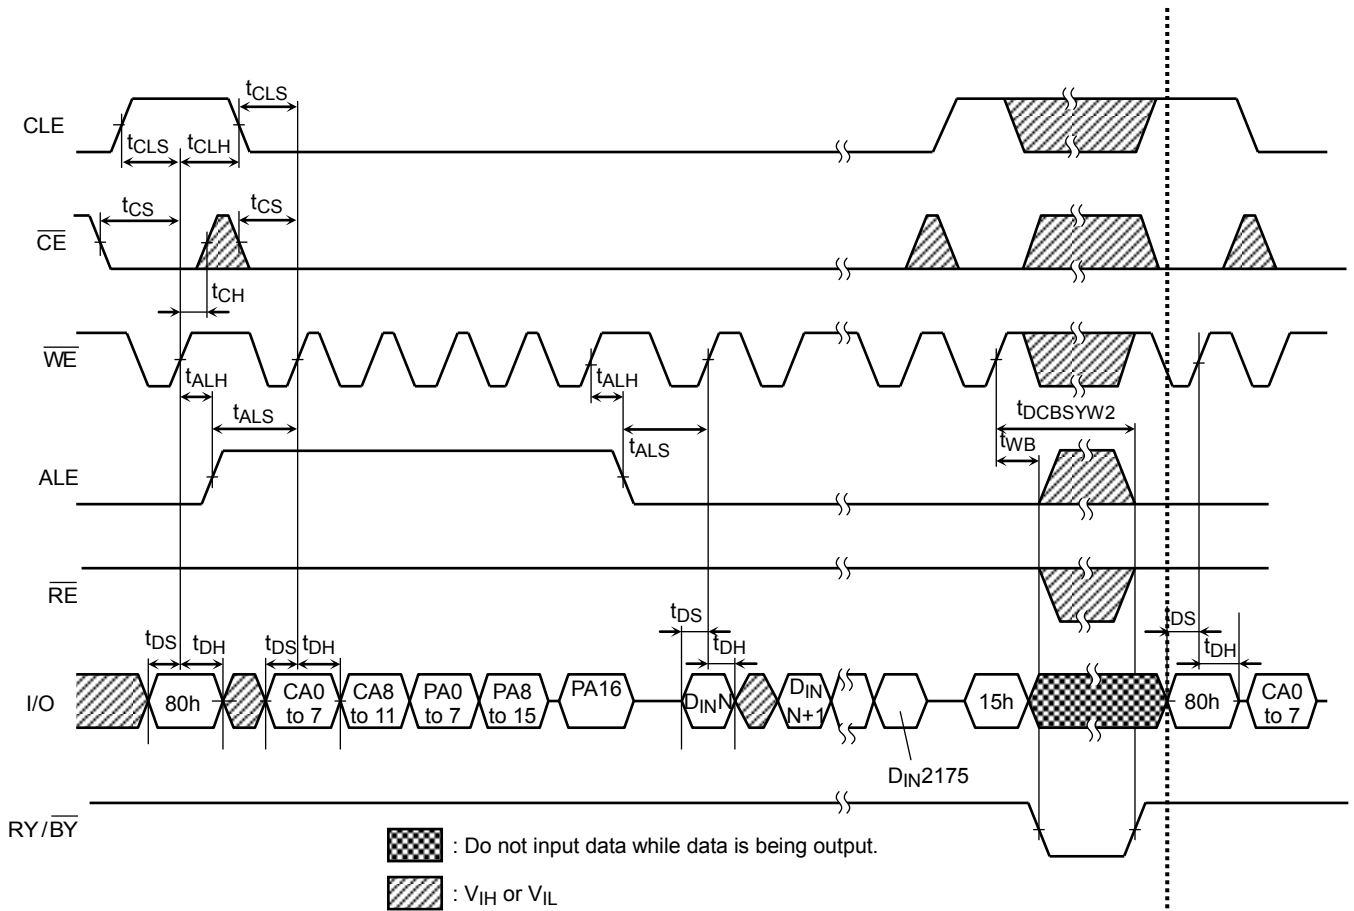 tCLS
CLE
tCLS
tCLH
tCS
tCS
CE
tCH
WE
tALH
tALH
tDCBSYW2
tALS
tALS
tWB
ALE
RE
tDS
tDH
tDS
tDH
tDS
tDH
tDS
tDH
I/O
80h
CA0
to 7
CA8
to 11
PA0
to 7
PA8
to 15
PA16
DINN
DIN
N+1
15h
80h
CA0
to 7
DIN2175
RY/BY
: Do not input data while data is being output.
: VIH or VIL